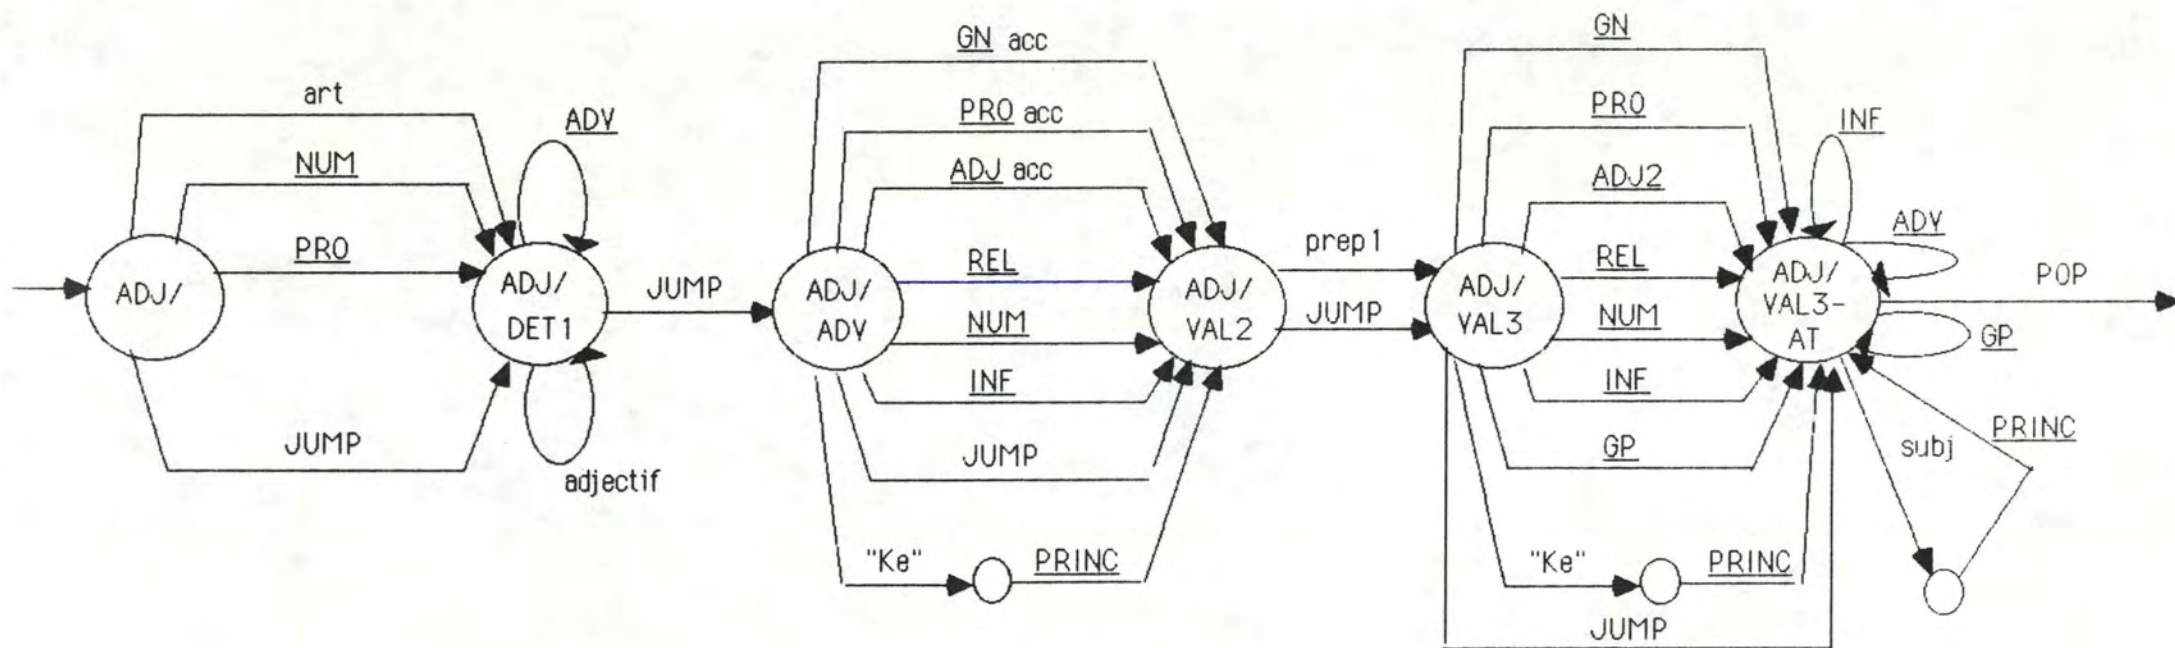 art
NUM
PRO
JUMP
ADJ/
ADV
ADJ/
DET1
adjectif
JUMP
GN acc
PRO acc
ADJ acc
REL
NUM
INF
JUMP
"Ke"
PRINC
ADJ/
ADV
ADJ/
VAL2
prep1
JUMP
GN
PRO
ADJ2
REL
NUM
INF
GP
"Ke"
PRINC
JUMP
ADJ/
VAL3
INF
ADV
ADJ/
VAL3-
AT
POP
GP
subj
PRINC